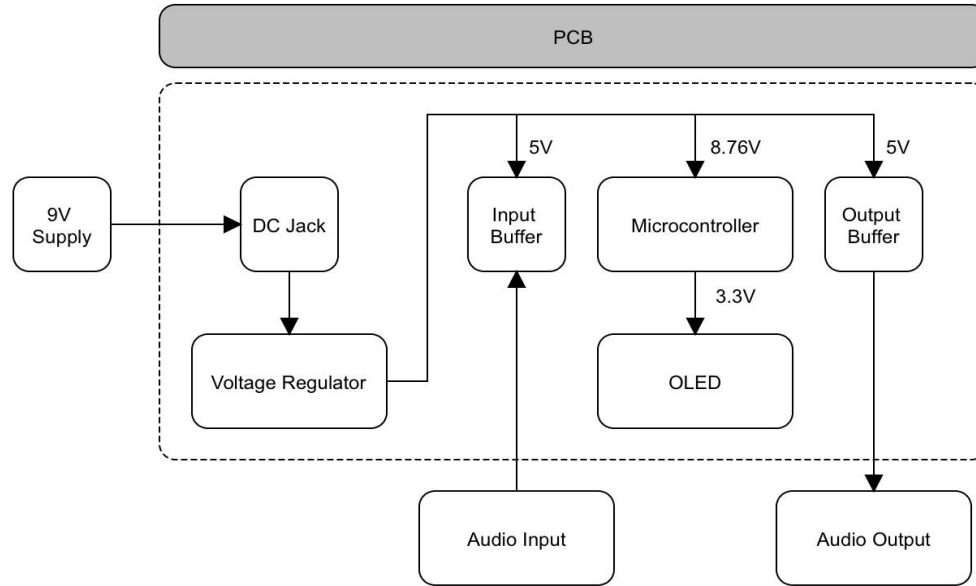 PCB
5V
8.76V
5V
9V
Supply
DC Jack
Input
Buffer
Microcontroller
Output
Buffer
3.3V
Voltage Regulator
OLED
Audio Input
Audio Output